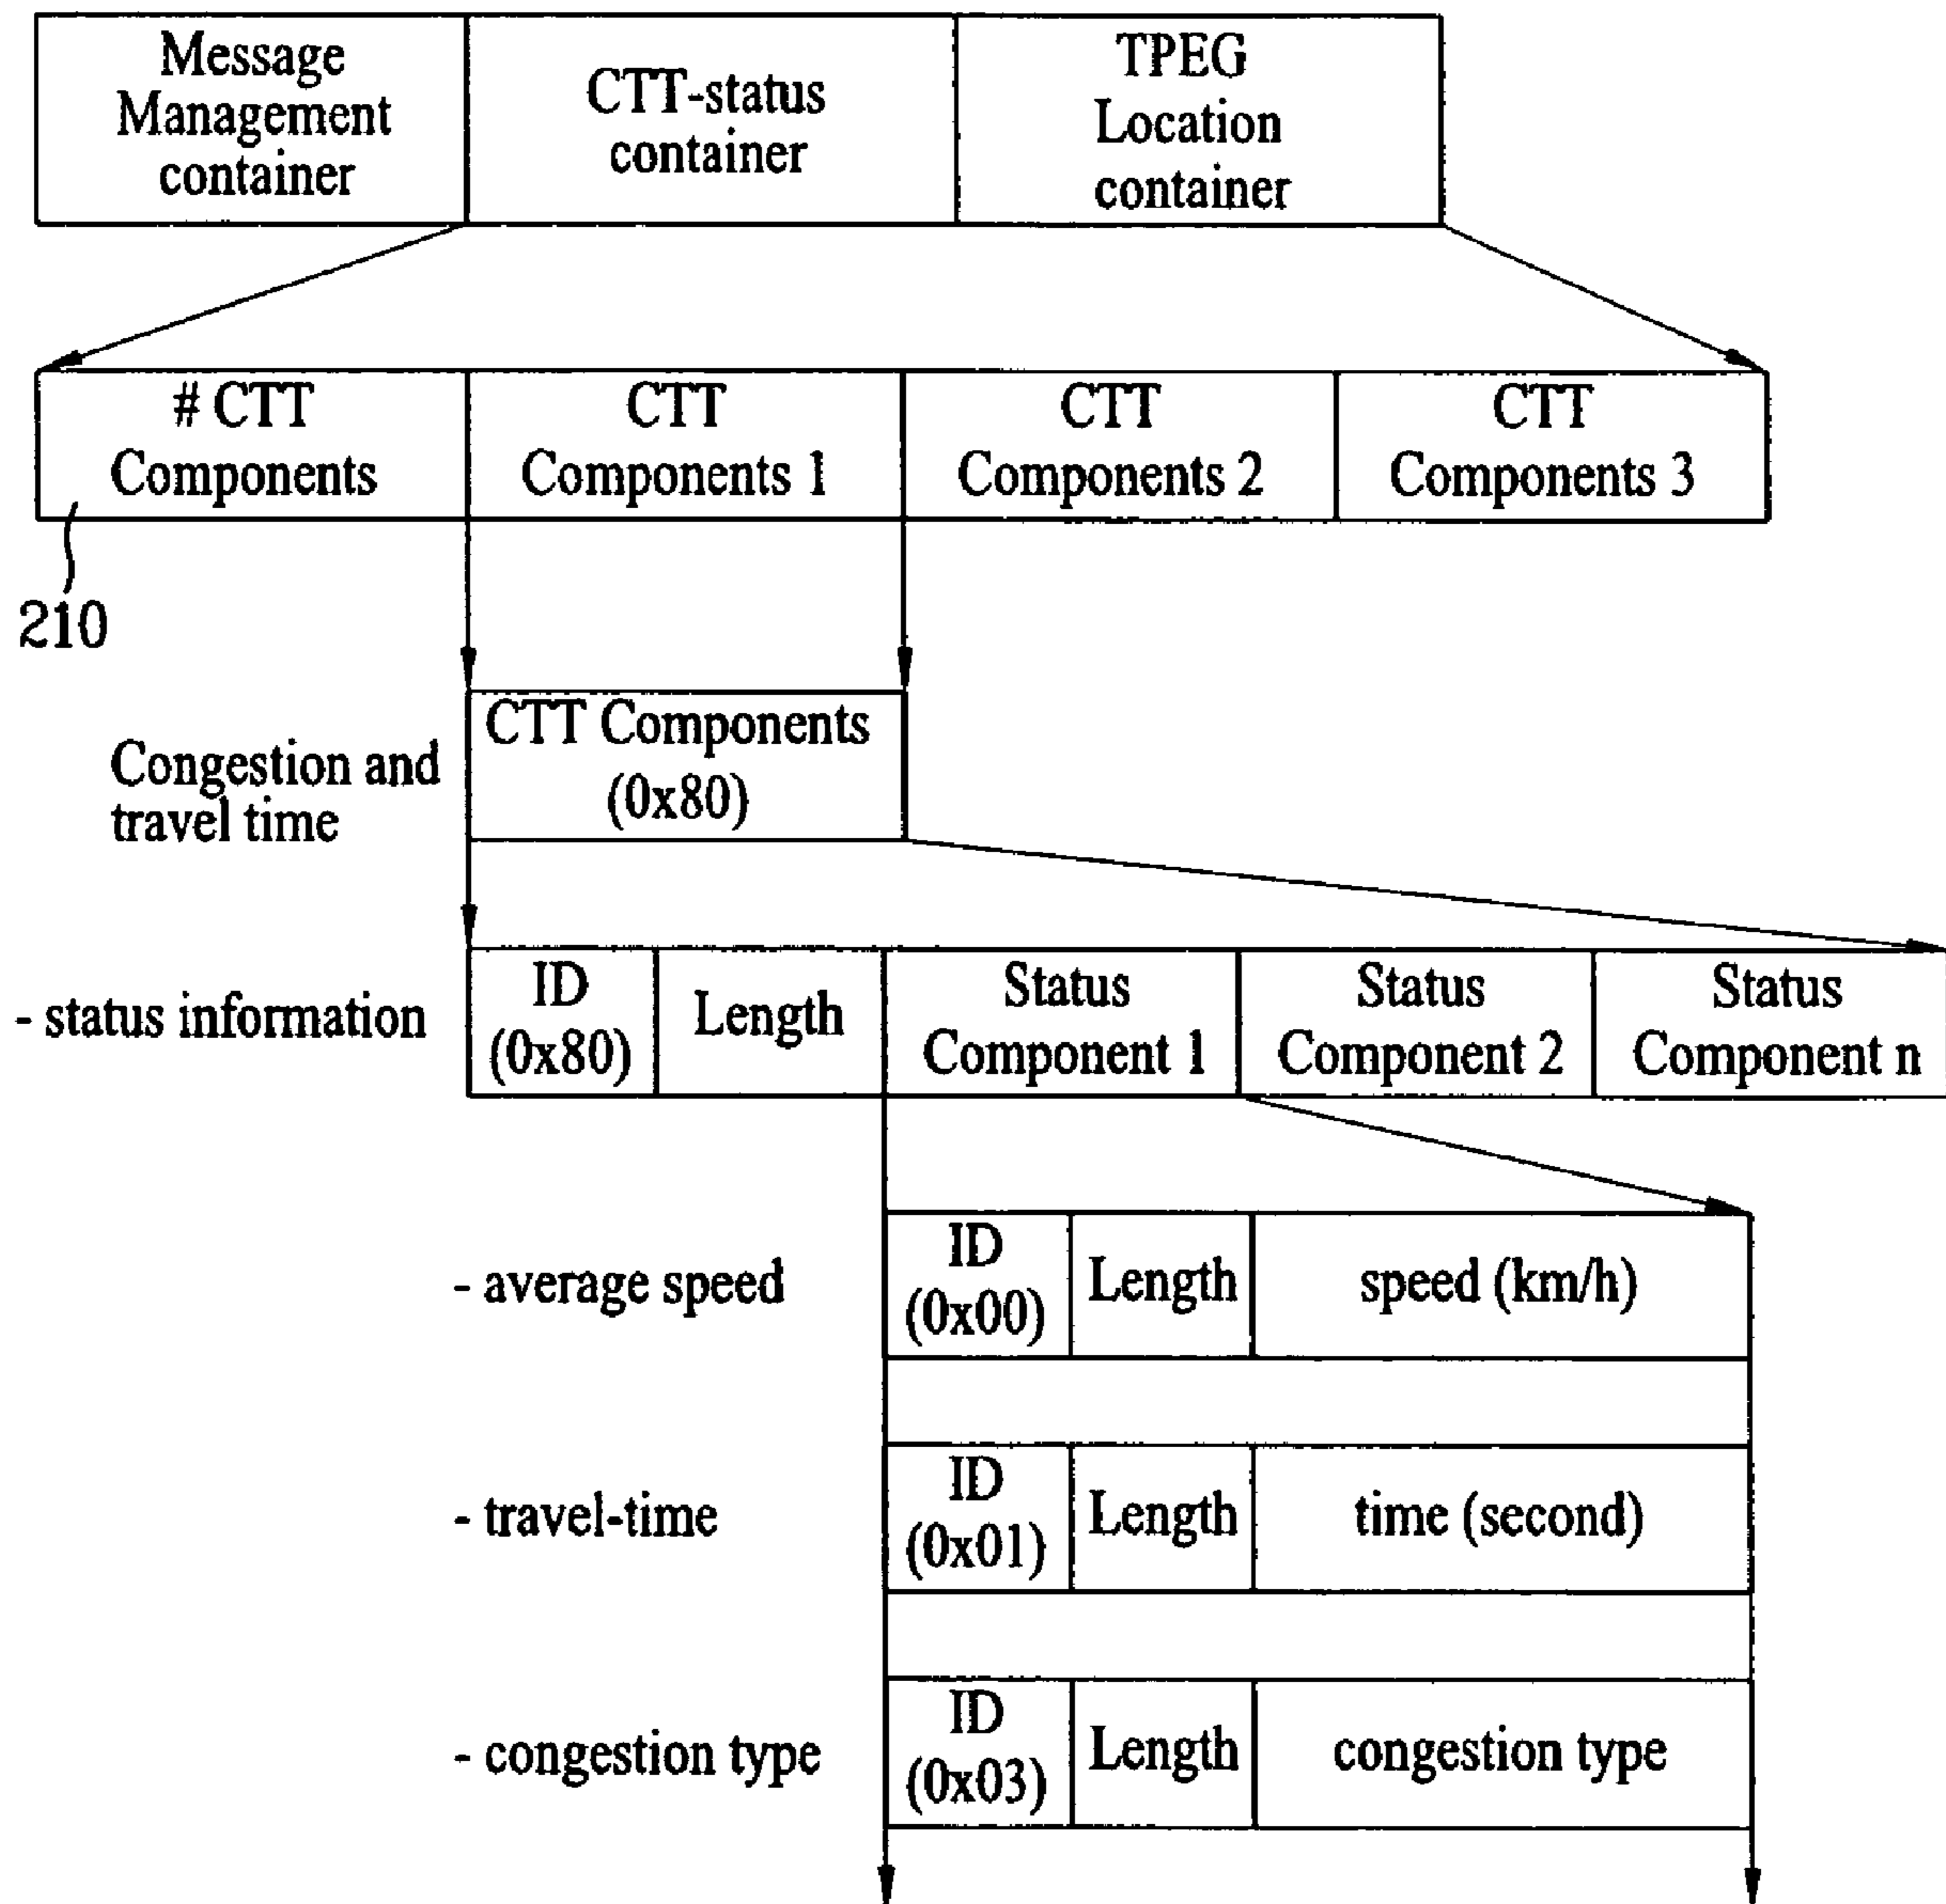 Message
Management
container
CTT-status
container
TPEG
Location
container
# CTT
Components
CTT
Components 1
CTT
Components 2
CTT
Components 3
210
Congestion and
travel time
CTT Components
(0x80)
- status information
ID
(0x80)
Length
Status
Component 1
Status
Component 2
Status
Component n
- average speed
ID
(0x00)
Length
speed (km/h)
- travel-time
ID
(0x01)
Length
time (second)
- congestion type
ID
(0x03)
Length
congestion type